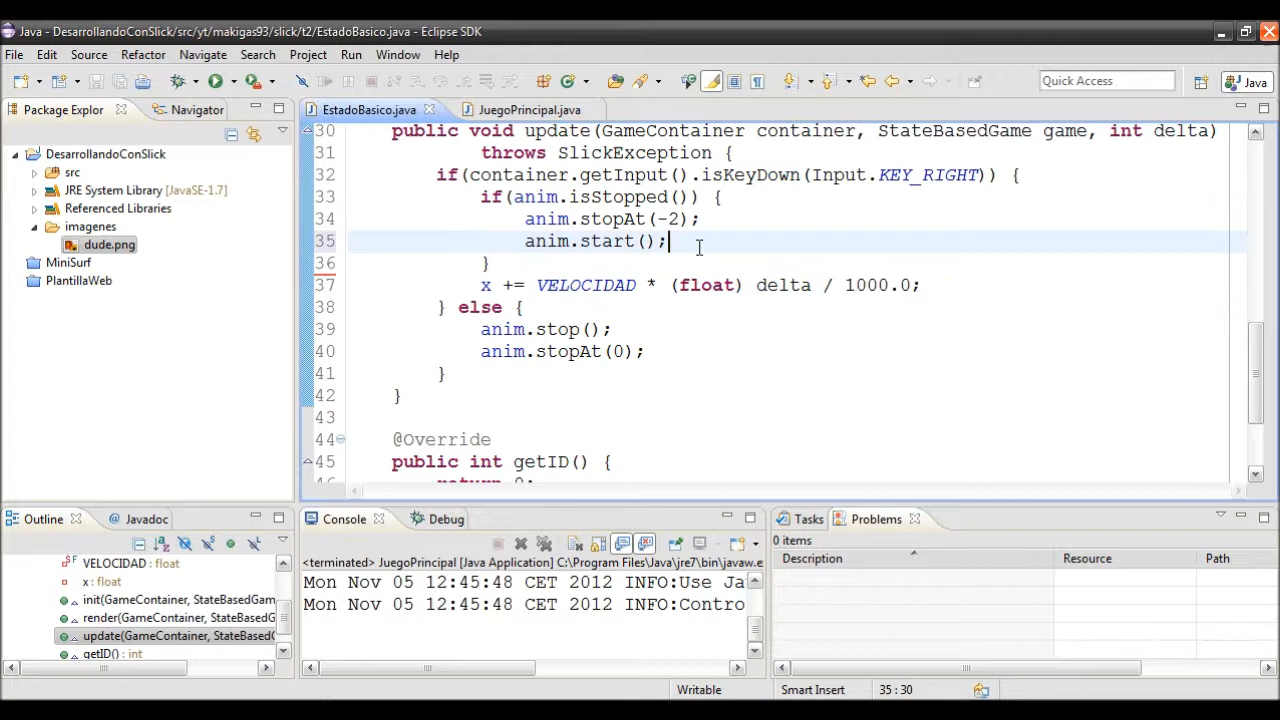 Java - DesarrollandoConSlick/src/yt/makigas93/slick/t2/EstadoBasico.java - Eclipse SDK
File Edit Source Refactor Navigate Search Project Run Window Help
Quick Access
Java
Package Explor
Navigator
EstadoBasico.java
JuegoPrincipal.java
DesarrollandoConSlick
src
JRE System Library [JavaSE-1.7]
Referenced Libraries
imagenes
dude.png
MiniSurf
PlantillaWeb
30 public void update(GameContainer container, StateBasedGame game, int delta)
31 throws SlickException {
32 if(container.getInput().isKeyDown(Input.KEY_RIGHT)) {
33 if(anim.isStopped()) {
34 anim.stopAt(-2);
35 anim.start();
36 }
37 x += VELOCIDAD * (float) delta / 1000.0;
38 } else {
39 anim.stop();
40 anim.stopAt(0);
41 }
42 }
43
44 @Override
45 public int getID() {
Outline
Javadoc
VELOCIDAD : float
x : float
init(GameContainer, StateBasedGam
render(GameContainer, StateBasedG
update(GameContainer, StateBasedG
getID() : int
Console
Debug
<terminated> JuegoPrincipal [Java Application] C:\Program Files\Java\jre7\bin\javaw.e
Mon Nov 05 12:45:48 CET 2012 INFO:Use Ja
Mon Nov 05 12:45:48 CET 2012 INFO:Contro
Tasks
Problems
0 items
Description Resource Path
Writable Smart Insert 35 : 30